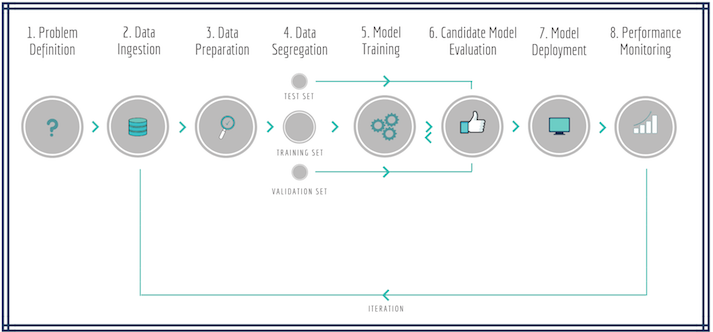 1. Problem
Definition
2. Data
Ingestion
3. Data
Preparation
4. Data
Segregation
5. Model
Training
6. Candidate Model
Evaluation
7. Model
Deployment
8. Performance
Monitoring
TEST SET
TRAINING SET
VALIDATION SET
ITERATION